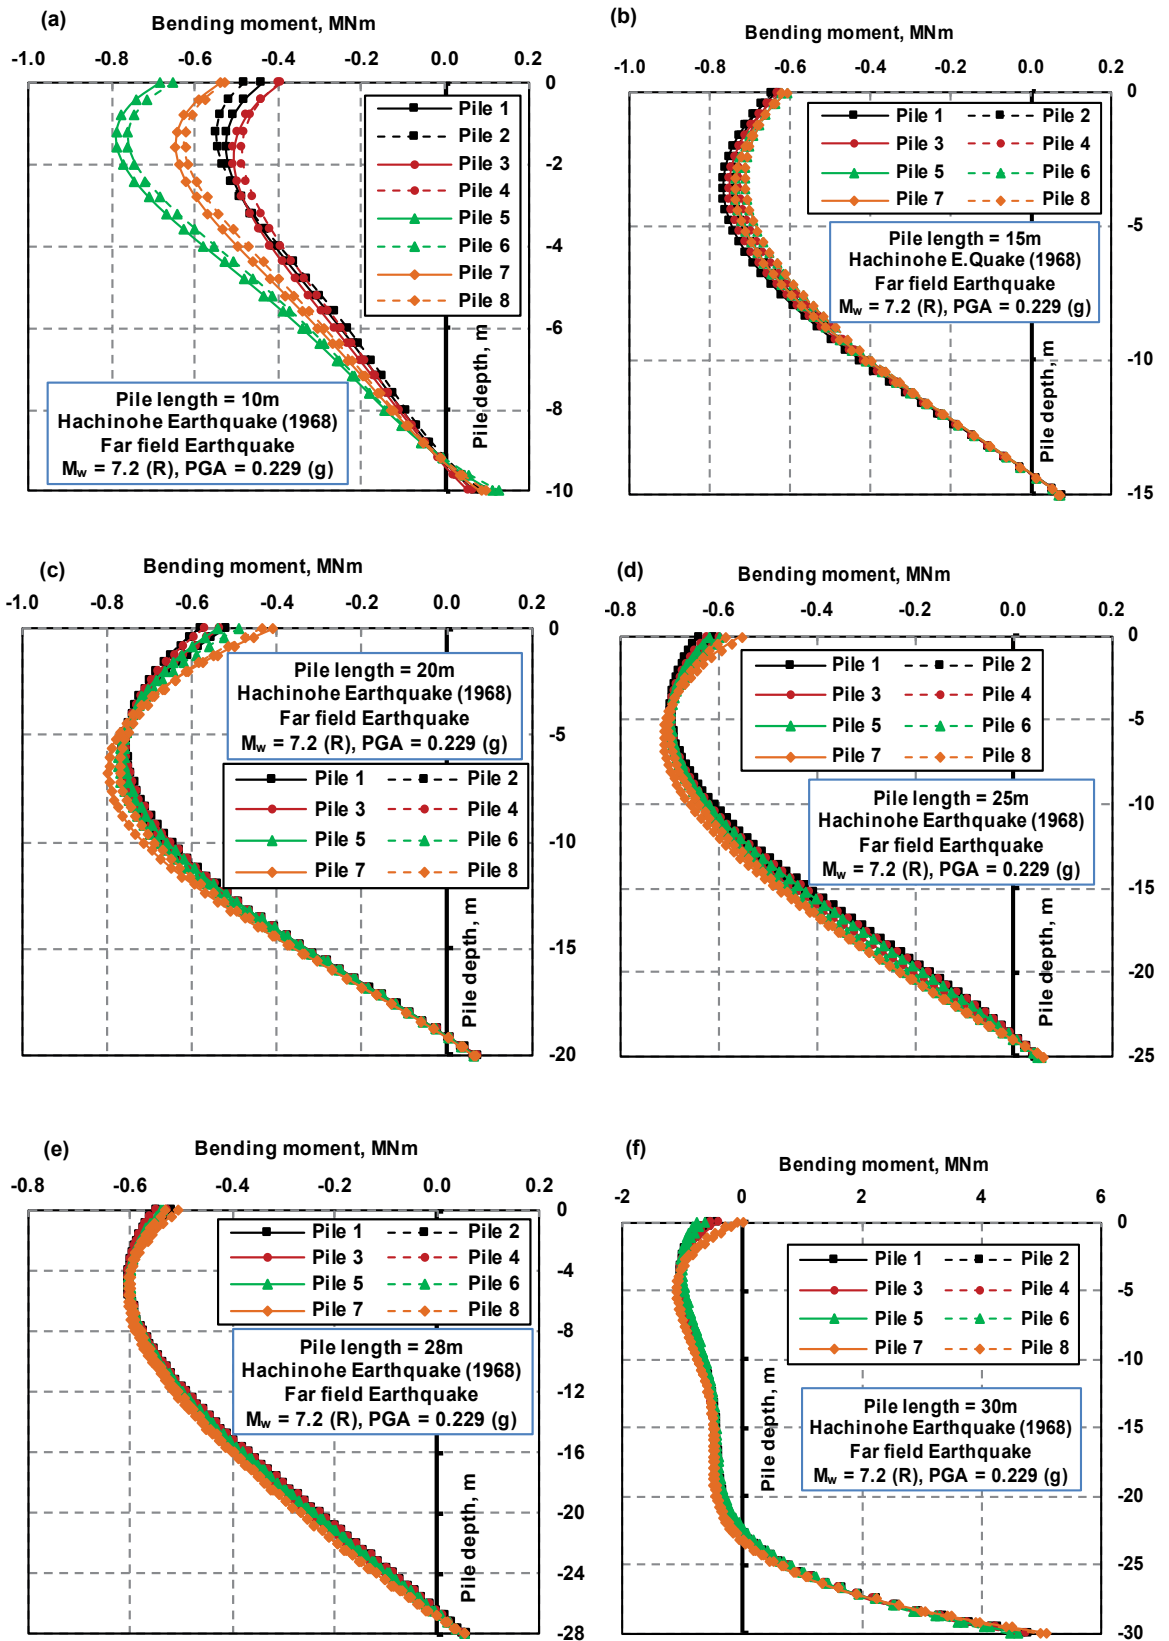 (a)
Bending moment, MNm
-1.0 -0.8 -0.6 -0.4 -0.2 0.0 0.2
0
-2
-4
-6
-8
-10
Pile 1
Pile 2
Pile 3
Pile 4
Pile 5
Pile 6
Pile 7
Pile 8
Pile depth, m
Pile length = 10m
Hachinohe Earthquake (1968)
Far field Earthquake
Mw = 7.2 (R), PGA = 0.229 (g)
(b)
Bending moment, MNm
-1.0 -0.8 -0.6 -0.4 -0.2 0.0 0.2
0
-5
-10
-15
Pile 1 Pile 2
Pile 3 Pile 4
Pile 5 Pile 6
Pile 7 Pile 8
Pile length = 15m
Hachinohe E.Quake (1968)
Far field Earthquake
Mw = 7.2 (R), PGA = 0.229 (g)
Pile depth, m
(c)
Bending moment, MNm
-1.0 -0.8 -0.6 -0.4 -0.2 0.0 0.2
0
-5
-10
-15
-20
Pile length = 20m
Hachinohe Earthquake (1968)
Far field Earthquake
Mw = 7.2 (R), PGA = 0.229 (g)
Pile 1 Pile 2
Pile 3 Pile 4
Pile 5 Pile 6
Pile 7 Pile 8
Pile depth, m
(d)
Bending moment, MNm
-0.8 -0.6 -0.4 -0.2 0.0 0.2
0
-5
-10
-15
-20
-25
Pile 1 Pile 2
Pile 3 Pile 4
Pile 5 Pile 6
Pile 7 Pile 8
Pile length = 25m
Hachinohe Earthquake (1968)
Far field Earthquake
Mw = 7.2 (R), PGA = 0.229 (g)
Pile depth, m
(e)
Bending moment, MNm
-0.8 -0.6 -0.4 -0.2 0.0 0.2
0
-4
-8
-12
-16
-20
-24
-28
Pile 1 Pile 2
Pile 3 Pile 4
Pile 5 Pile 6
Pile 7 Pile 8
Pile length = 28m
Hachinohe Earthquake (1968)
Far field Earthquake
Mw = 7.2 (R), PGA = 0.229 (g)
Pile depth, m
(f)
Bending moment, MNm
-2 0 2 4 6
0
-5
-10
-15
-20
-25
-30
Pile 1 Pile 2
Pile 3 Pile 4
Pile 5 Pile 6
Pile 7 Pile 8
Pile length = 30m
Hachinohe Earthquake (1968)
Far field Earthquake
Mw = 7.2 (R), PGA = 0.229 (g)
Pile depth, m